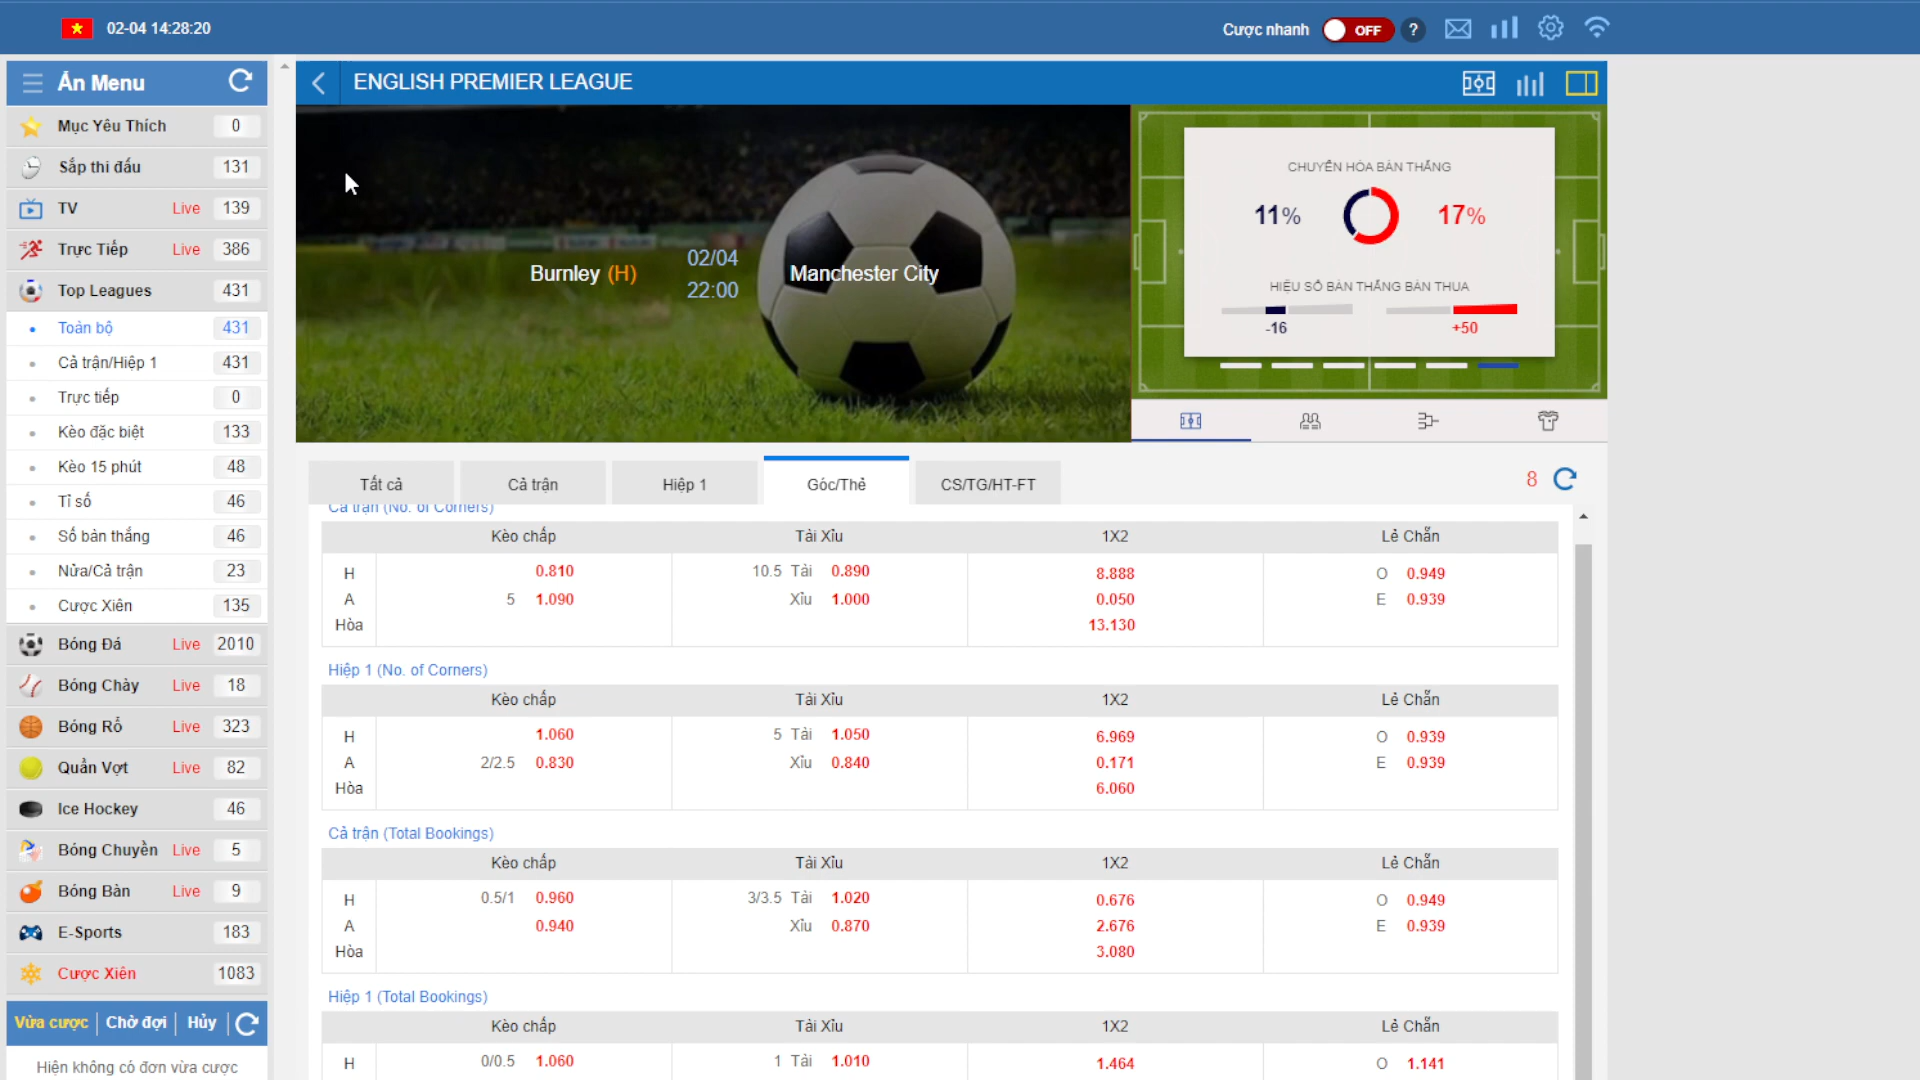 02-04 14:28:20
Cược nhanh OFF ?
Ẩn Menu
Mục Yêu Thích 0
Sắp thi đấu 131
TV Live 139
Trực Tiếp Live 386
Top Leagues 431
Toàn bộ 431
Cả trận/Hiệp 1 431
Trực tiếp 0
Kèo đặc biệt 133
Kèo 15 phút 48
Tỉ số 46
Số bàn thắng 46
Nửa/Cả trận 23
Cược Xiên 135
Bóng Đá Live 2010
Bóng Chày Live 18
Bóng Rổ Live 323
Quần Vợt Live 82
Ice Hockey 46
Bóng Chuyền Live 5
Bóng Bàn Live 9
E-Sports 183
Cược Xiên 1083
Vừa cược Chờ đợi Hủy
Hiện không có đơn vừa cược
ENGLISH PREMIER LEAGUE
Burnley (H) 02/04 22:00 Manchester City
CHUYỂN HÓA BÀN THẮNG
11% 17%
HIỆU SỐ BÀN THẮNG BÀN THUA
-16 +50
Tất cả Cả trận Hiệp 1 Góc/Thẻ CS/TG/HT-FT 8
Cả trận (No. of Corners)
Kèo chấp Tài Xỉu 1X2 Lẻ Chẵn
H 0.810 10.5 Tài 0.890 8.888 O 0.949
A 5 1.090 Xỉu 1.000 0.050 E 0.939
Hòa 13.130
Hiệp 1 (No. of Corners)
Kèo chấp Tài Xỉu 1X2 Lẻ Chẵn
H 1.060 5 Tài 1.050 6.969 O 0.939
A 2/2.5 0.830 Xỉu 0.840 0.171 E 0.939
Hòa 6.060
Cả trận (Total Bookings)
Kèo chấp Tài Xỉu 1X2 Lẻ Chẵn
H 0.5/1 0.960 3/3.5 Tài 1.020 0.676 O 0.949
A 0.940 Xỉu 0.870 2.676 E 0.939
Hòa 3.080
Hiệp 1 (Total Bookings)
Kèo chấp Tài Xỉu 1X2 Lẻ Chẵn
H 0/0.5 1.060 1 Tài 1.010 1.464 O 1.141